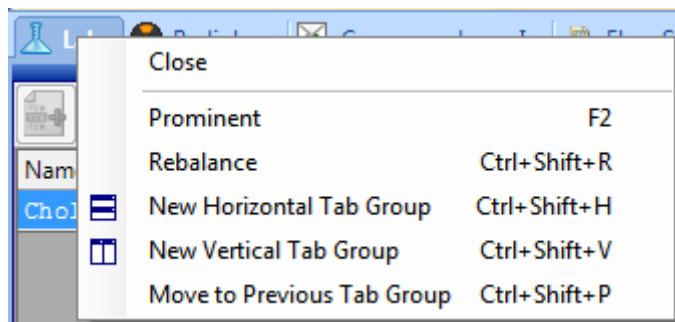 Close
Prominent F2
Rebalance Ctrl+Shift+R
New Horizontal Tab Group Ctrl+Shift+H
New Vertical Tab Group Ctrl+Shift+V
Move to Previous Tab Group Ctrl+Shift+P